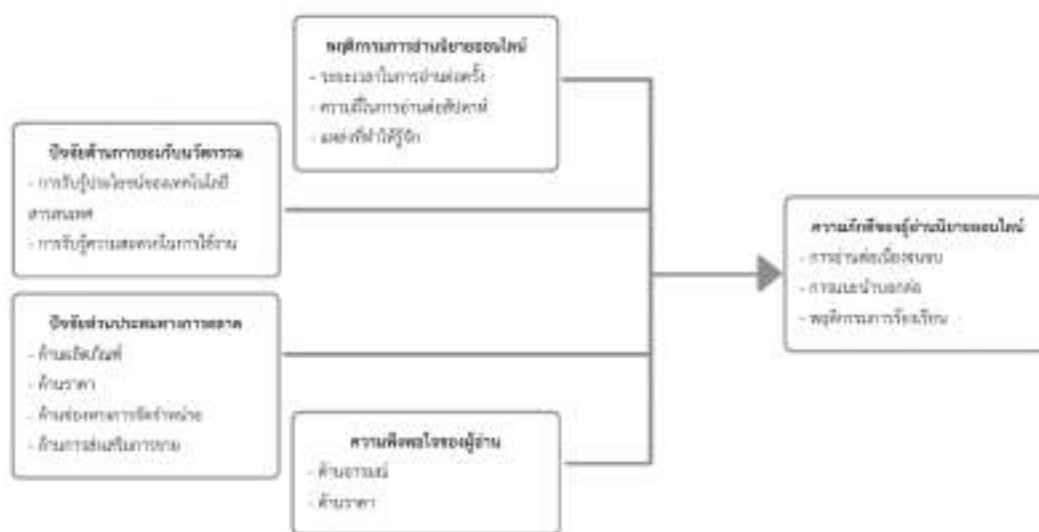 พฤติกรรมการอ่านนิยายออนไลน์
- ระยะเวลาในการอ่านต่อครั้ง
- ความถี่ในการอ่านต่อสัปดาห์
- แหล่งที่ทำให้รู้จัก
ปัจจัยด้านการยอมรับนวัตกรรม
- การรับรู้ประโยชน์ของเทคโนโลยี
สารสนเทศ
- การรับรู้ความสะดวกในการใช้งาน
ปัจจัยส่วนประสมทางการตลาด
- ด้านผลิตภัณฑ์
- ด้านราคา
- ด้านช่องทางการจัดจำหน่าย
- ด้านการส่งเสริมการขาย
ความพึงพอใจของผู้อ่าน
- ด้านอารมณ์
- ด้านราคา
ความภักดีของผู้อ่านนิยายออนไลน์
- การอ่านต่อเนื่องจนจบ
- การแนะนำบอกต่อ
- พฤติกรรมการร้องเรียน